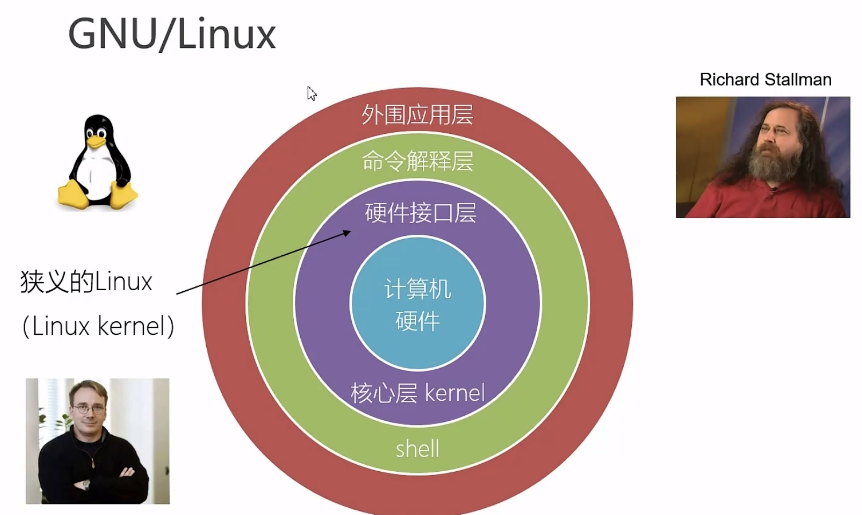 GNU/Linux
Richard Stallman
外围应用层
命令解释层
硬件接口层
计算机
硬件
狭义的Linux
（Linux kernel）
核心层 kernel
shell